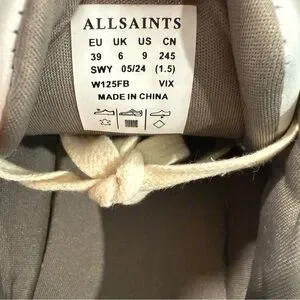 ALLSAINTS
EU UK US CN
39 6 9 245
SWY 05/24 (1.5)
W125FB VIX
MADE IN CHINA